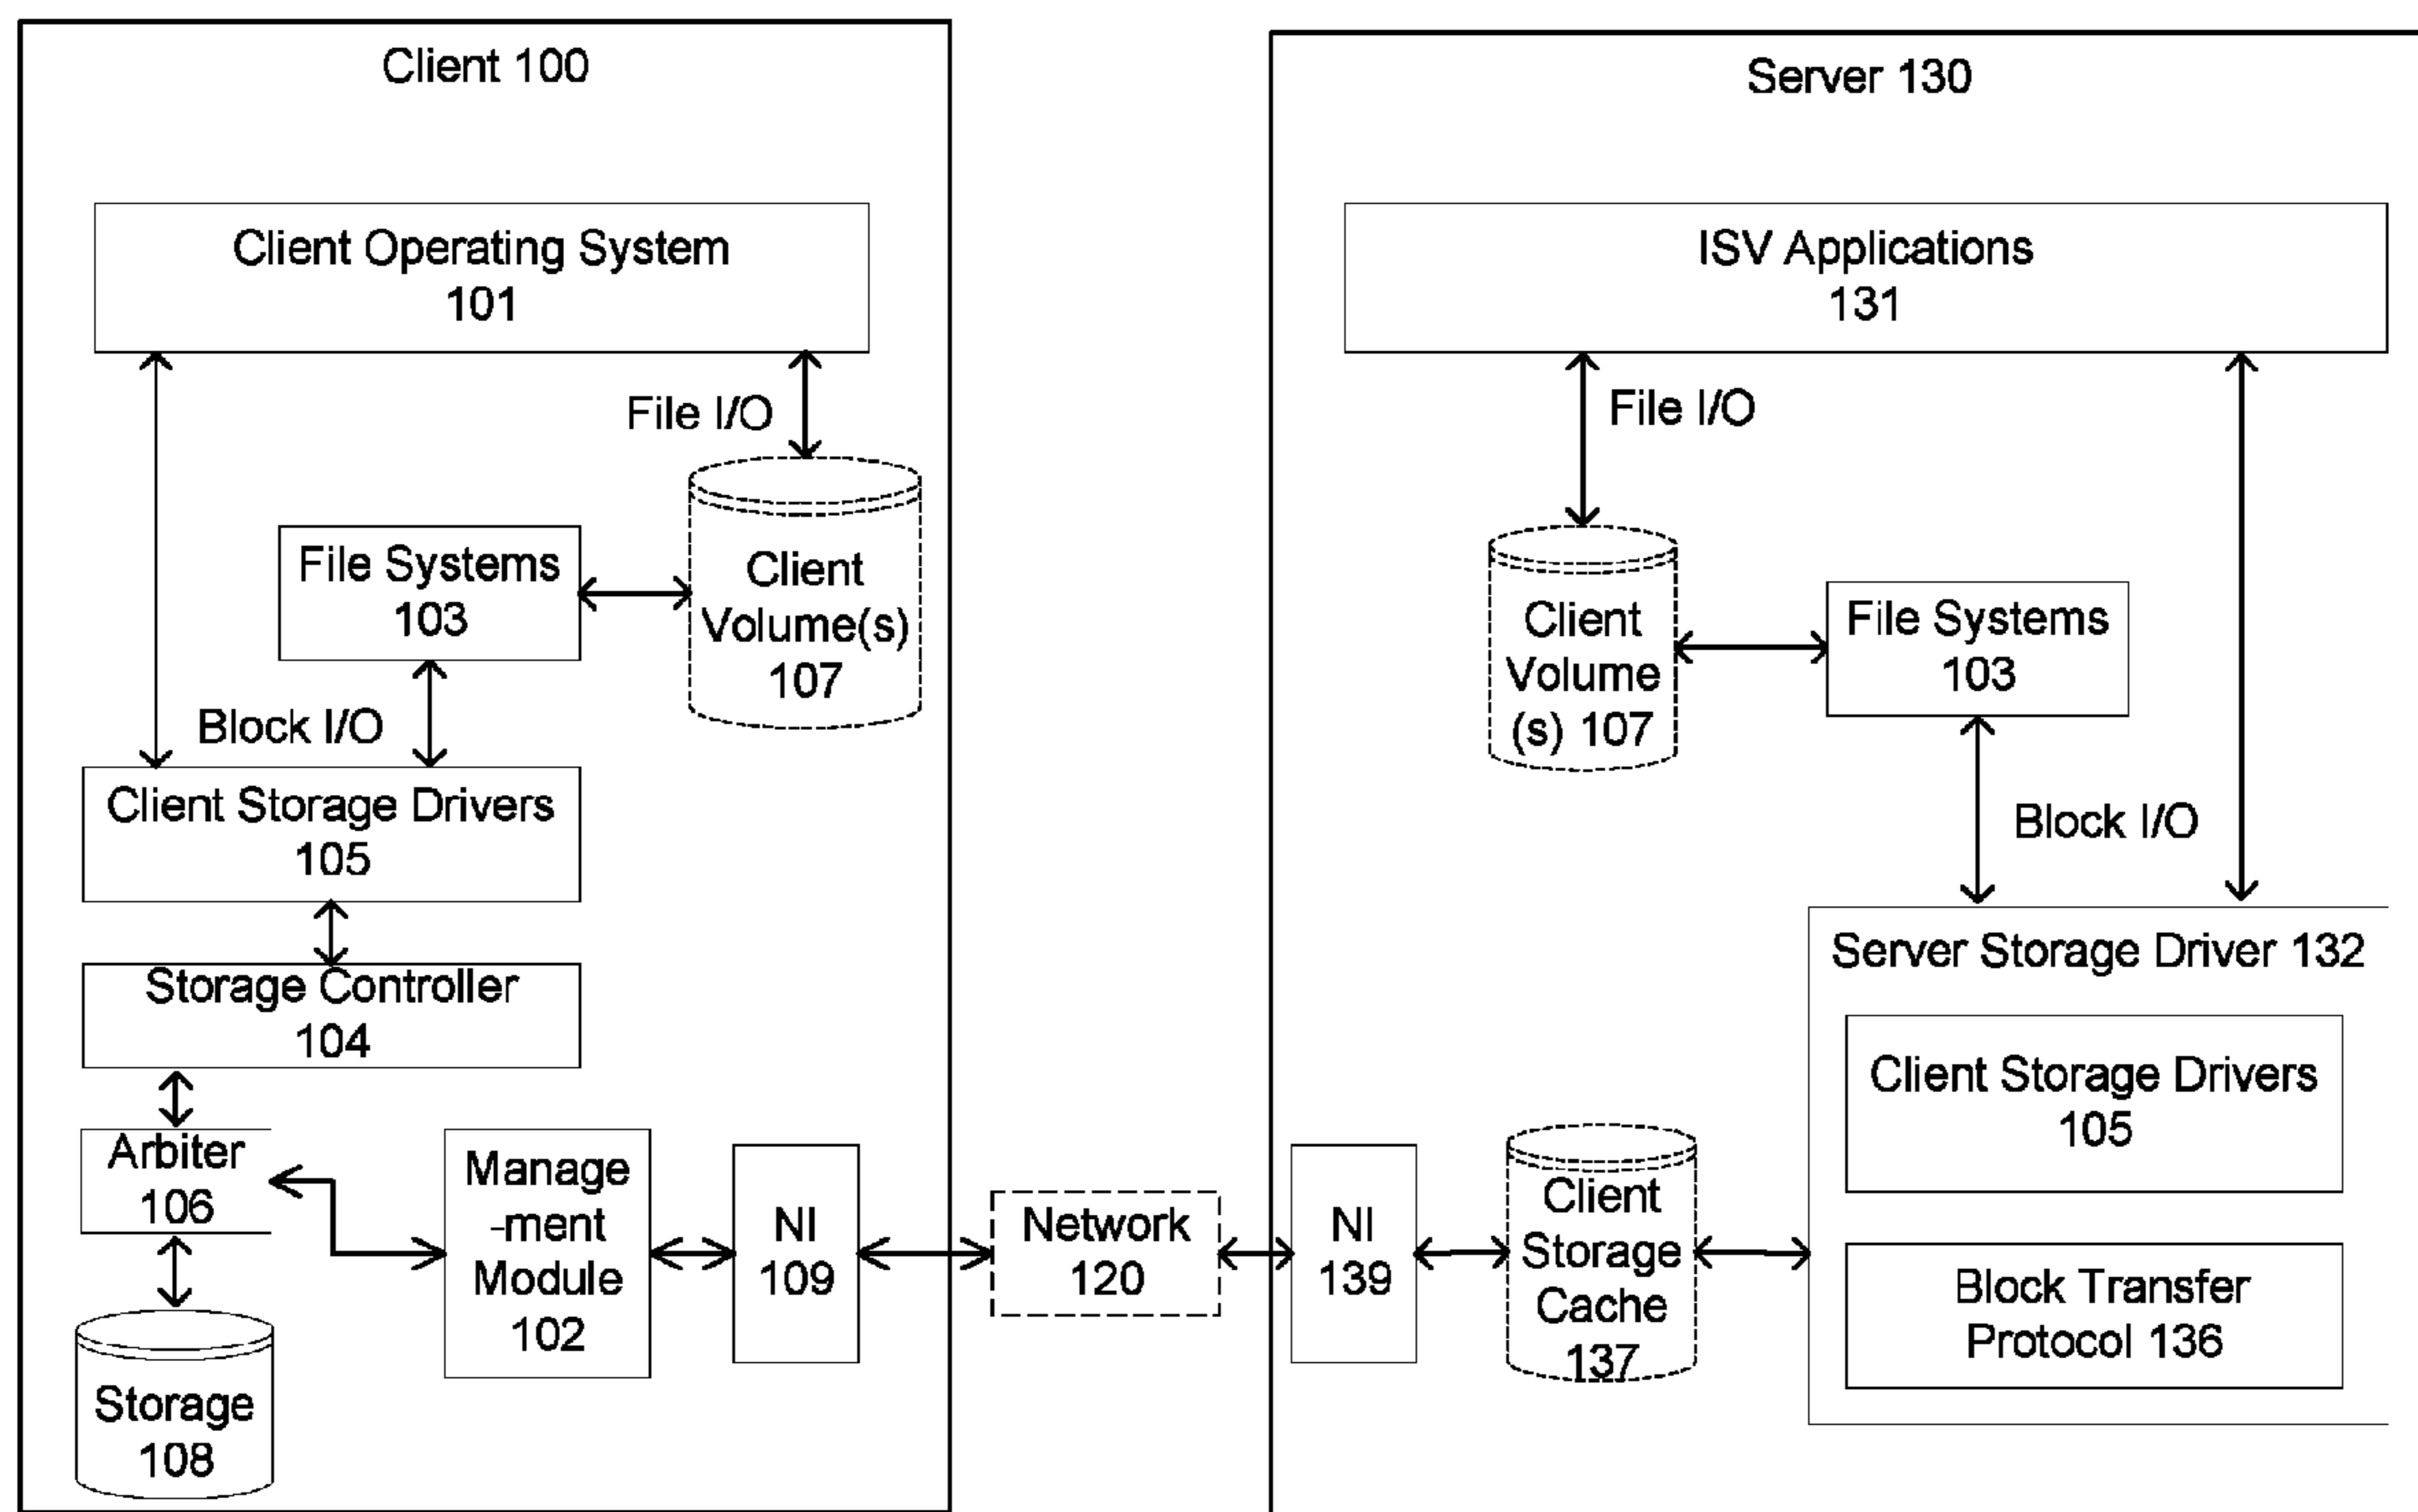 Client 100
Client Operating System
101
File I/O
File Systems
103
Client
Volume(s)
107
Block I/O
Client Storage Drivers
105
Storage Controller
104
Arbiter
106
Manage
-ment
Module
102
NI
109
Storage
108
Network
120
Server 130
ISV Applications
131
File I/O
Client
Volume
(s) 107
File Systems
103
Block I/O
Server Storage Driver 132
Client Storage Drivers
105
Block Transfer
Protocol 136
NI
139
Client
Storage
Cache
137